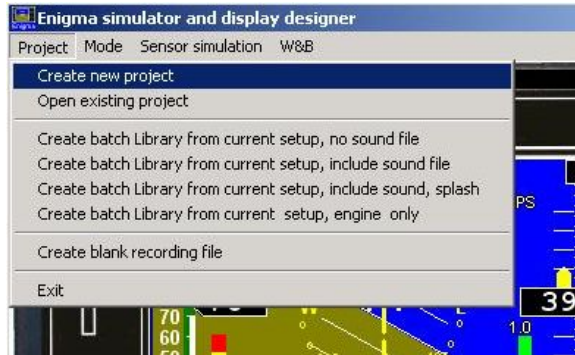 Enigma simulator and display designer
Project Mode Sensor simulation W&B
Create new project
Open existing project
Create batch Library from current setup, no sound file
Create batch Library from current setup, include sound file
Create batch Library from current setup, include sound, splash
Create batch Library from current setup, engine only
PS
Create blank recording file
Exit
39
70
1.0
60